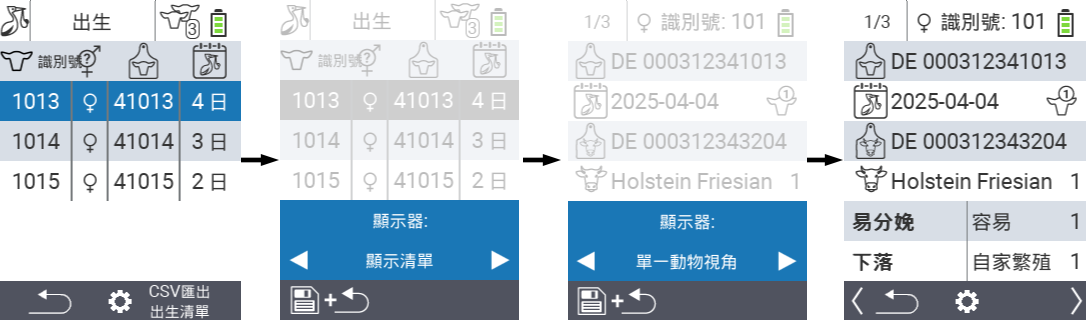 出生 3
識別號 ?
1013 41013 4 日
1014 41014 3 日
1015 41015 2 日
CSV匯出
出生清單
出生 3
識別號 ?
1013 41013 4 日
1014 41014 3 日
1015 41015 2 日
顯示器:
顯示清單
+
1/3 識別號: 101
DE 000312341013
2025-04-04 1
DE 000312343204
Holstein Friesian 1
顯示器:
單一動物視角
+
1/3 識別號: 101
DE 000312341013
2025-04-04 1
DE 000312343204
Holstein Friesian 1
易分娩 容易 1
下落 自家繁殖 1